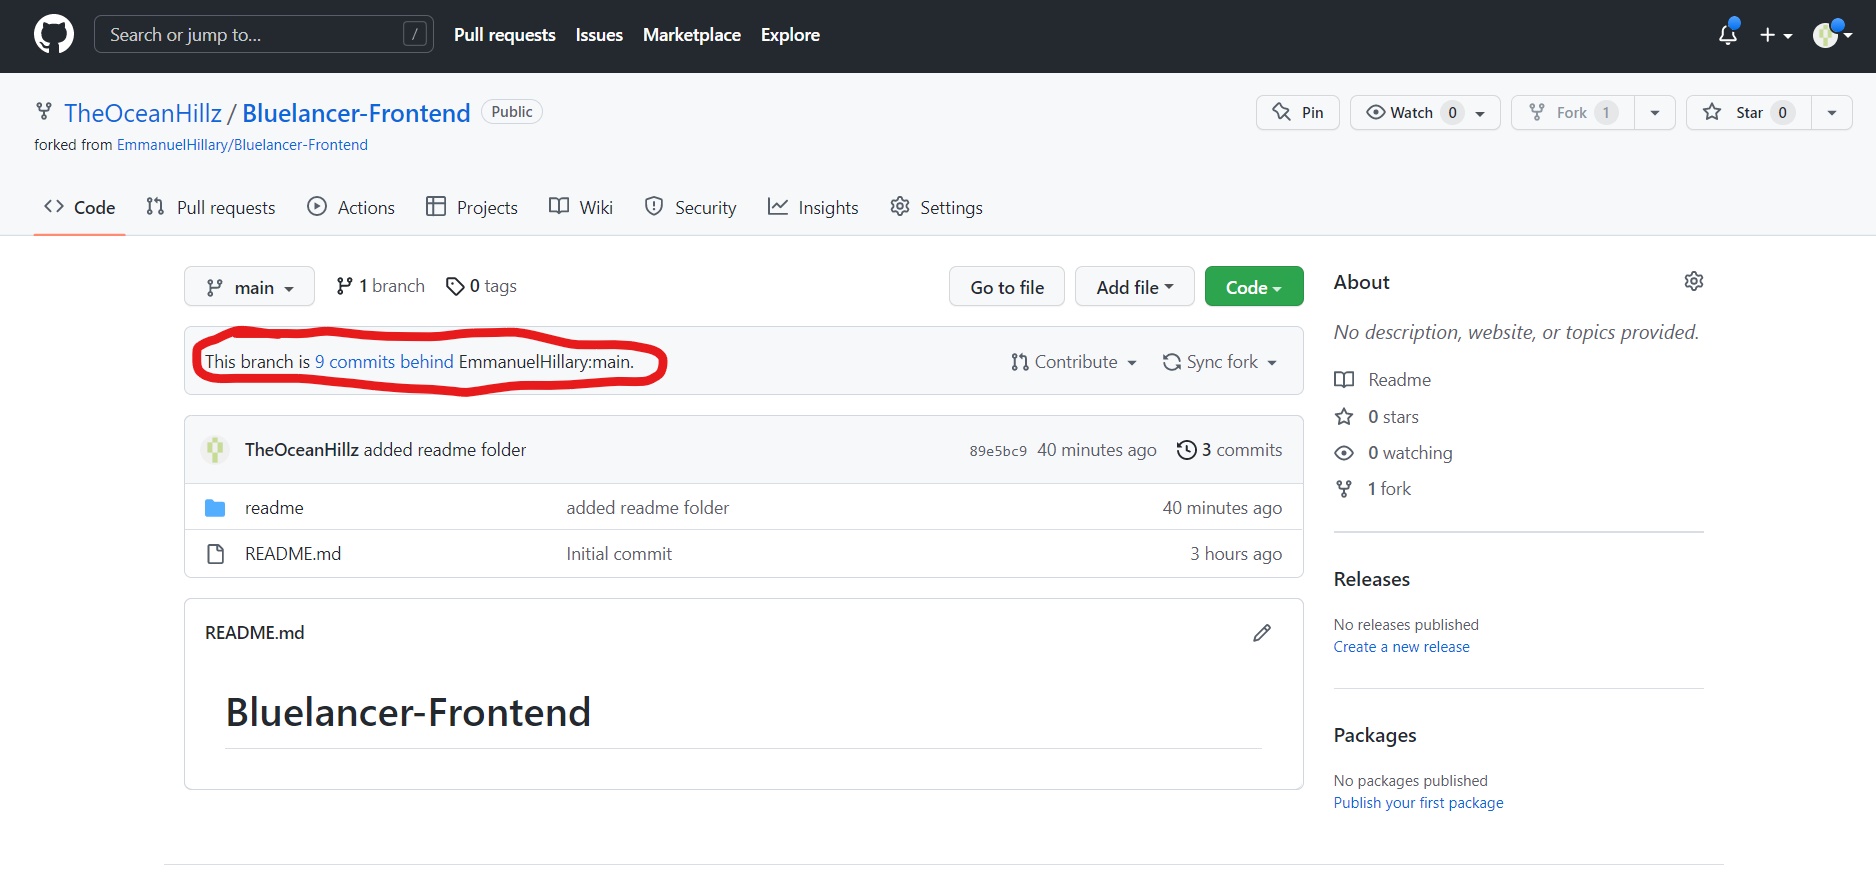 Search or jump to... / Pull requests Issues Marketplace Explore
TheOceanHillz / Bluelancer-Frontend Public Pin Watch 0 Fork 1 Star 0
forked from EmmanuelHillary/Bluelancer-Frontend
<> Code Pull requests Actions Projects Wiki Security Insights Settings
main 1 branch 0 tags Go to file Add file Code
This branch is 9 commits behind EmmanuelHillary:main. Contribute Sync fork
TheOceanHillz added readme folder 89e5bc9 40 minutes ago 3 commits
readme added readme folder 40 minutes ago
README.md Initial commit 3 hours ago
README.md
Bluelancer-Frontend
About
No description, website, or topics provided.
Readme
0 stars
0 watching
1 fork
Releases
No releases published
Create a new release
Packages
No packages published
Publish your first package